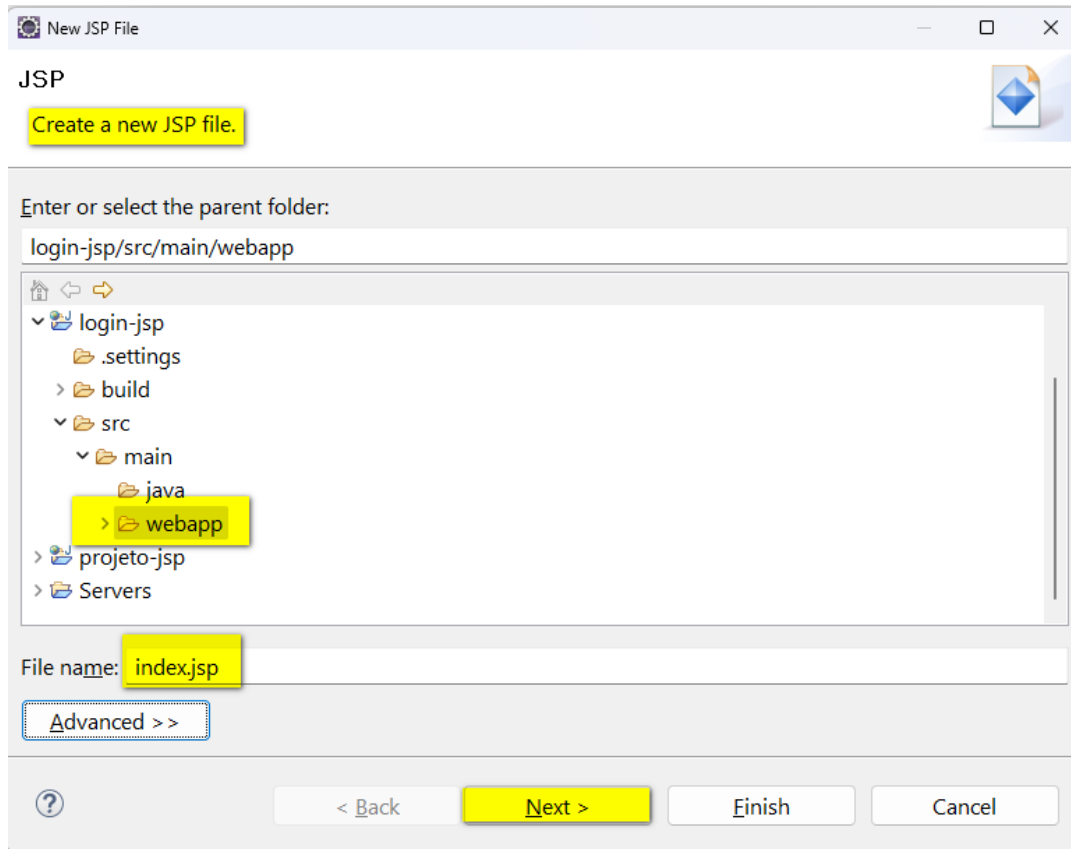 New JSP File
JSP
Create a new JSP file.
Enter or select the parent folder:
login-jsp/src/main/webapp
login-jsp
.settings
build
src
main
java
webapp
projeto-jsp
Servers
File name: index.jsp
Advanced >>
< Back Next > Finish Cancel